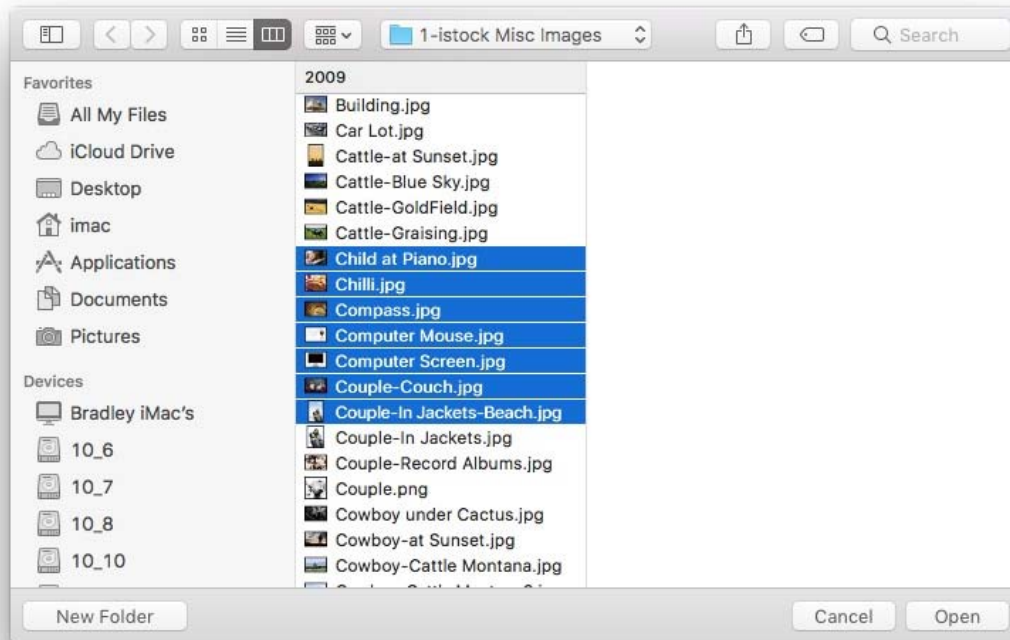 1-istock Misc Images
Search
Favorites
All My Files
iCloud Drive
Desktop
imac
Applications
Documents
Pictures
Devices
Bradley iMac's
10_6
10_7
10_8
10_10
2009
Building.jpg
Car Lot.jpg
Cattle-at Sunset.jpg
Cattle-Blue Sky.jpg
Cattle-GoldField.jpg
Cattle-Graising.jpg
Child at Piano.jpg
Chilli.jpg
Compass.jpg
Computer Mouse.jpg
Computer Screen.jpg
Couple-Couch.jpg
Couple-In Jackets-Beach.jpg
Couple-In Jackets.jpg
Couple-Record Albums.jpg
Couple.png
Cowboy under Cactus.jpg
Cowboy-at Sunset.jpg
Cowboy-Cattle Montana.jpg
New Folder
Cancel
Open